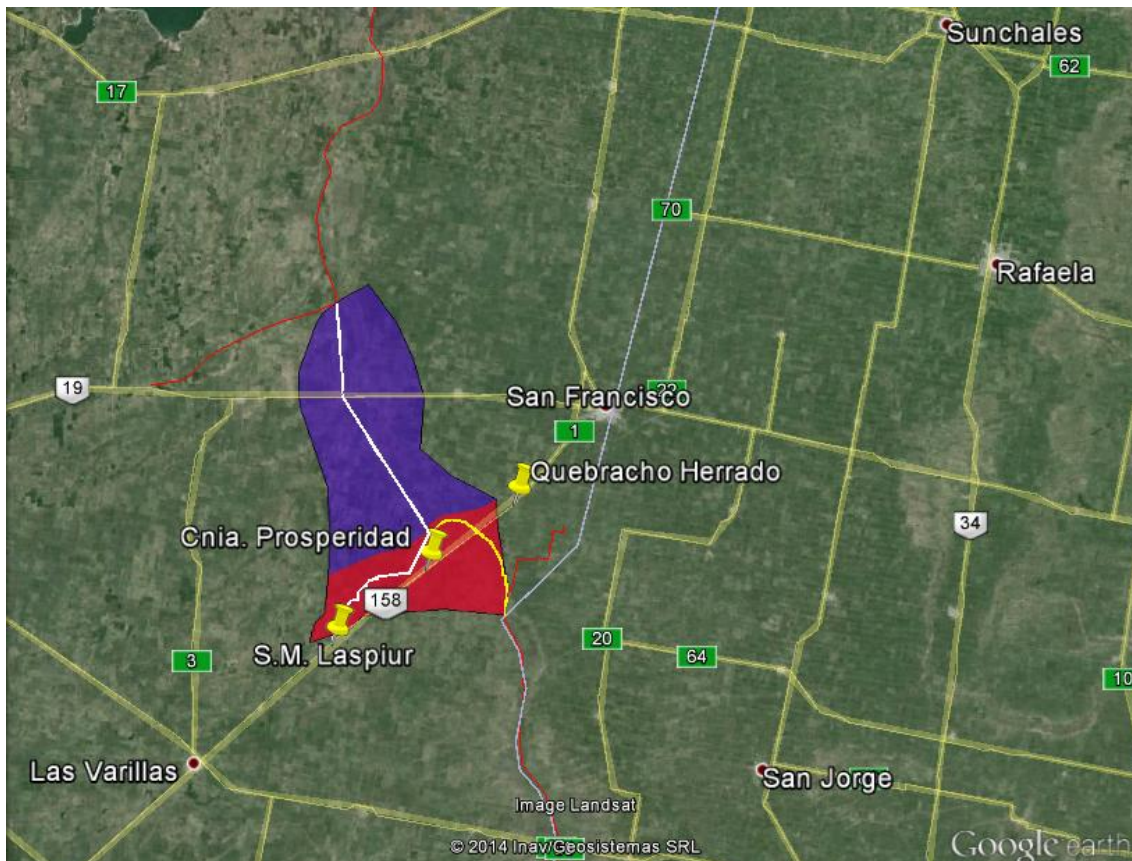 Sunchales
62
17
70
Rafaela
19
San Francisco
22
1
Quebracho Herrado
34
Cnia. Prosperidad
158
20
S.M. Laspiur
64
3
10
Las Varillas
San Jorge
Image Landsat
© 2014 Inav/Geosistemas SRL
Google earth